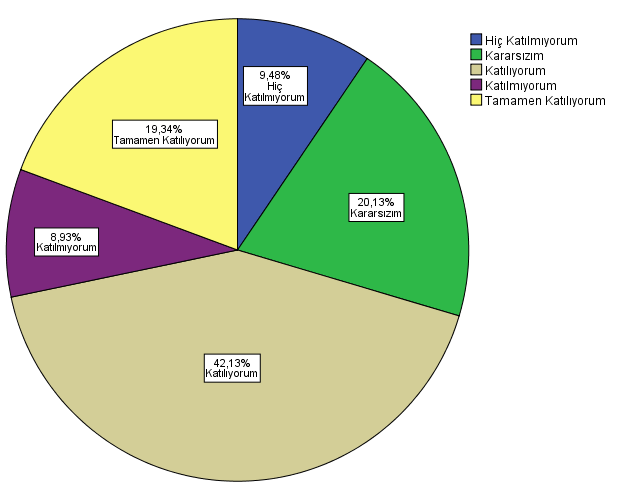 Hiç Katılmıyorum
Kararsızım
Katılıyorum
Katılmıyorum
Tamamen Katılıyorum
9,48%
Hiç
Katılmıyorum
19,34%
Tamamen Katılıyorum
20,13%
Kararsızım
8,93%
Katılmıyorum
42,13%
Katılıyorum